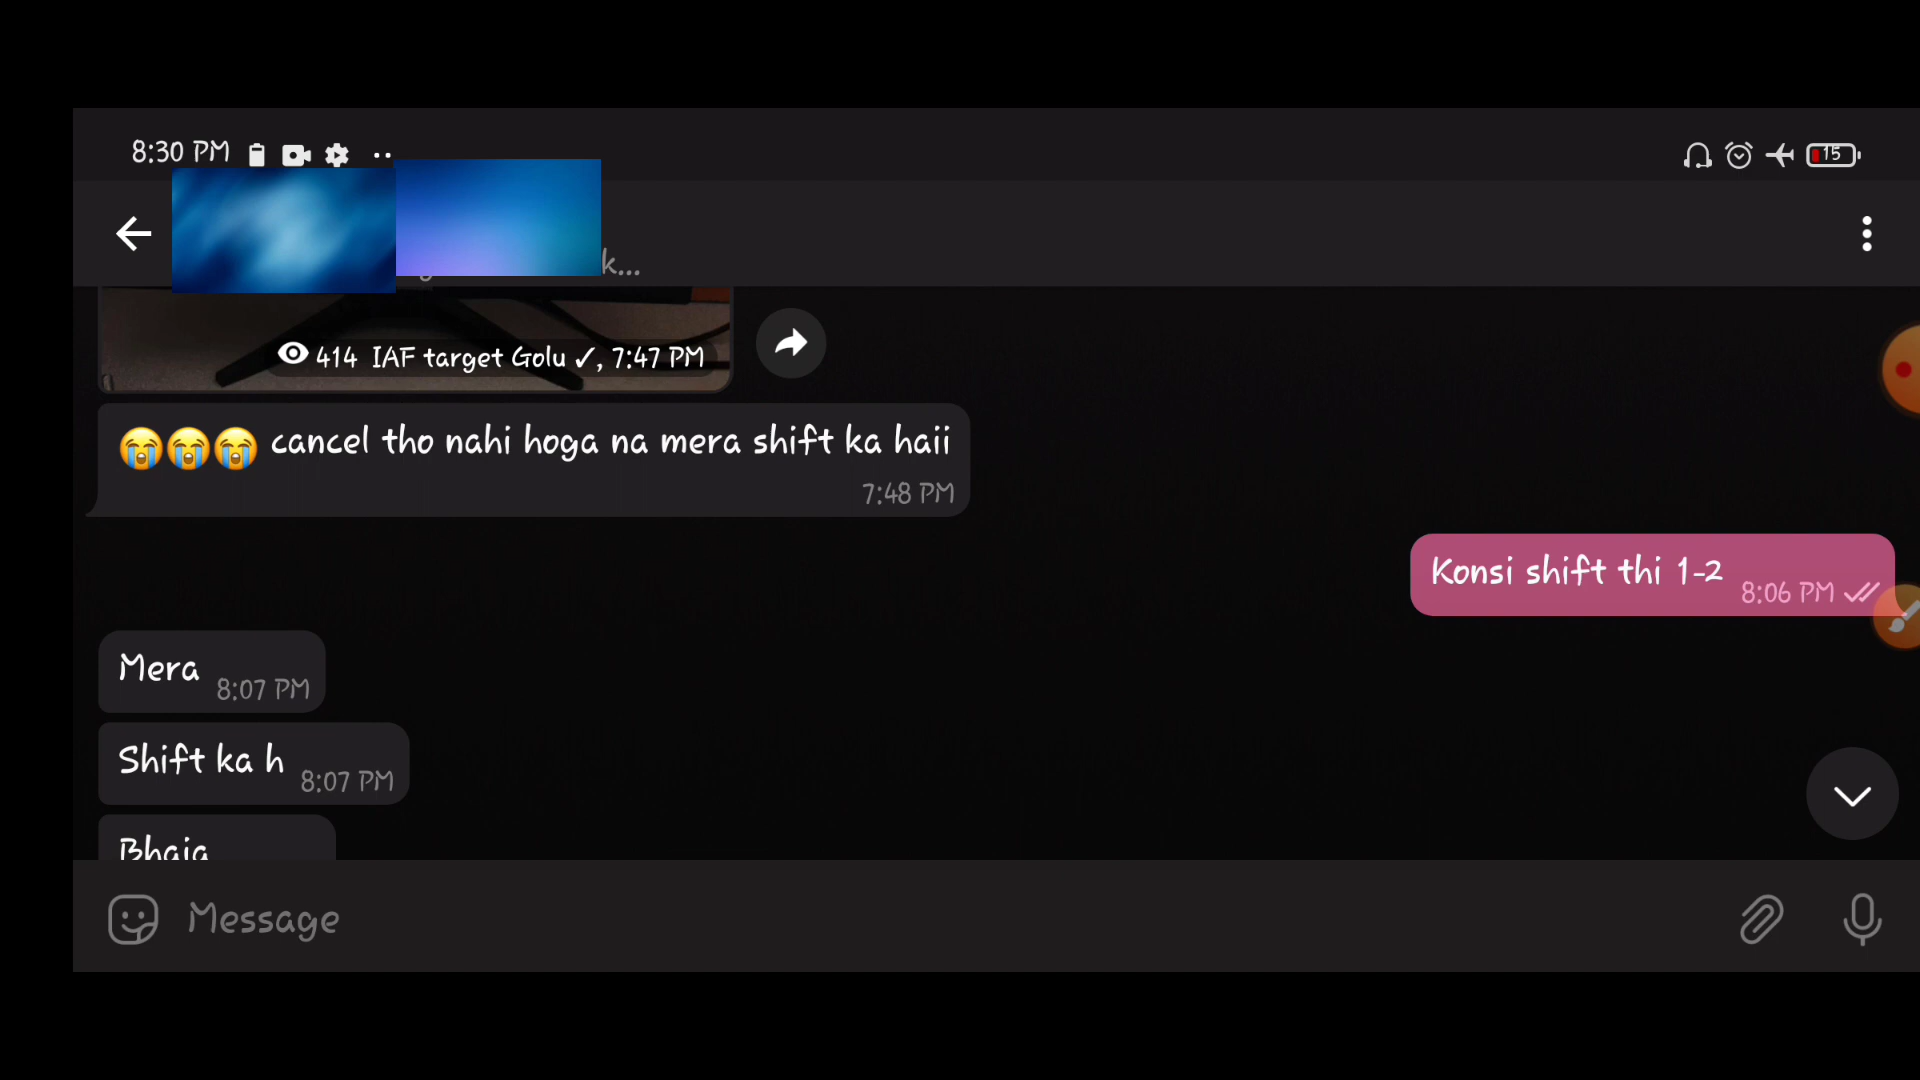 8:30 PM
15
k...
414 IAF target Golu ✓, 7:47 PM
😭😭😭 cancel tho nahi hoga na mera shift ka haii
7:48 PM
Konsi shift thi 1-2
8:06 PM
Mera
8:07 PM
Shift ka h
8:07 PM
Bhaia
Message